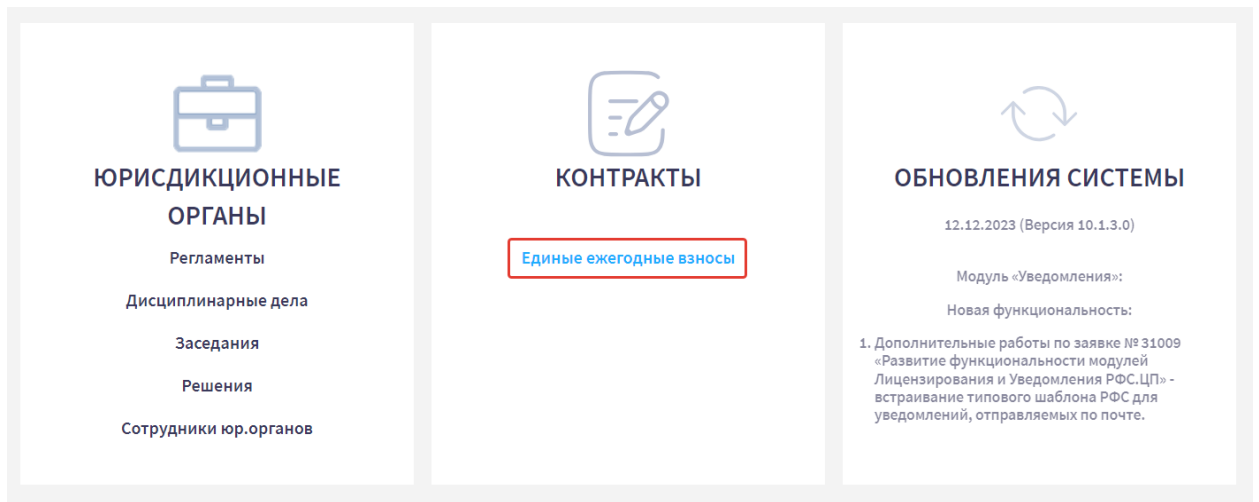 ЮРИСДИКЦИОННЫЕ
ОРГАНЫ
Регламенты
Дисциплинарные дела
Заседания
Решения
Сотрудники юр.органов
КОНТРАКТЫ
Единые ежегодные взносы
ОБНОВЛЕНИЯ СИСТЕМЫ
12.12.2023 (Версия 10.1.3.0)
Модуль «Уведомления»:
Новая функциональность:
1. Дополнительные работы по заявке № 31009
«Развитие функциональности модулей
Лицензирования и Уведомления РФС.ЦП» -
встраивание типового шаблона РФС для
уведомлений, отправляемых по почте.